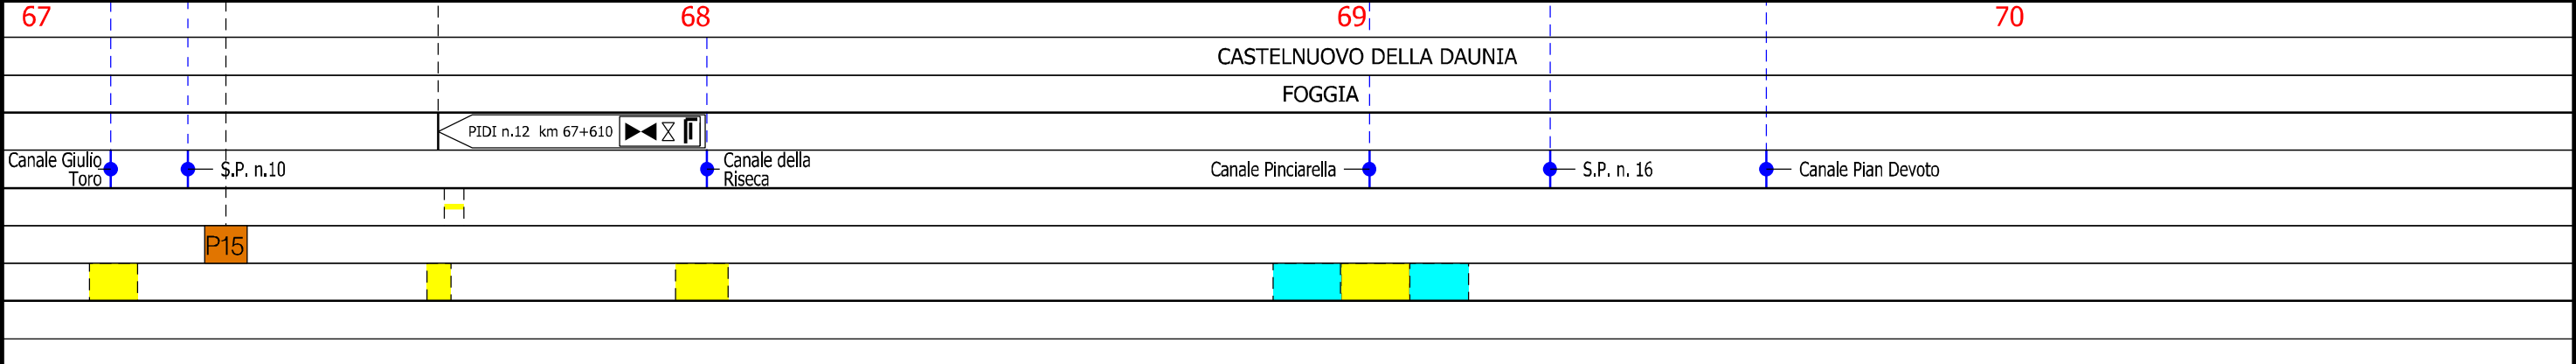 67 68 69 70
CASTELNUOVO DELLA DAUNIA
FOGGIA
PIDI n.12 km 67+610
Canale Giulio
Toro
S.P. n.10
Canale della
Riseca
Canale Pinciarella
S.P. n. 16
Canale Pian Devoto
P15